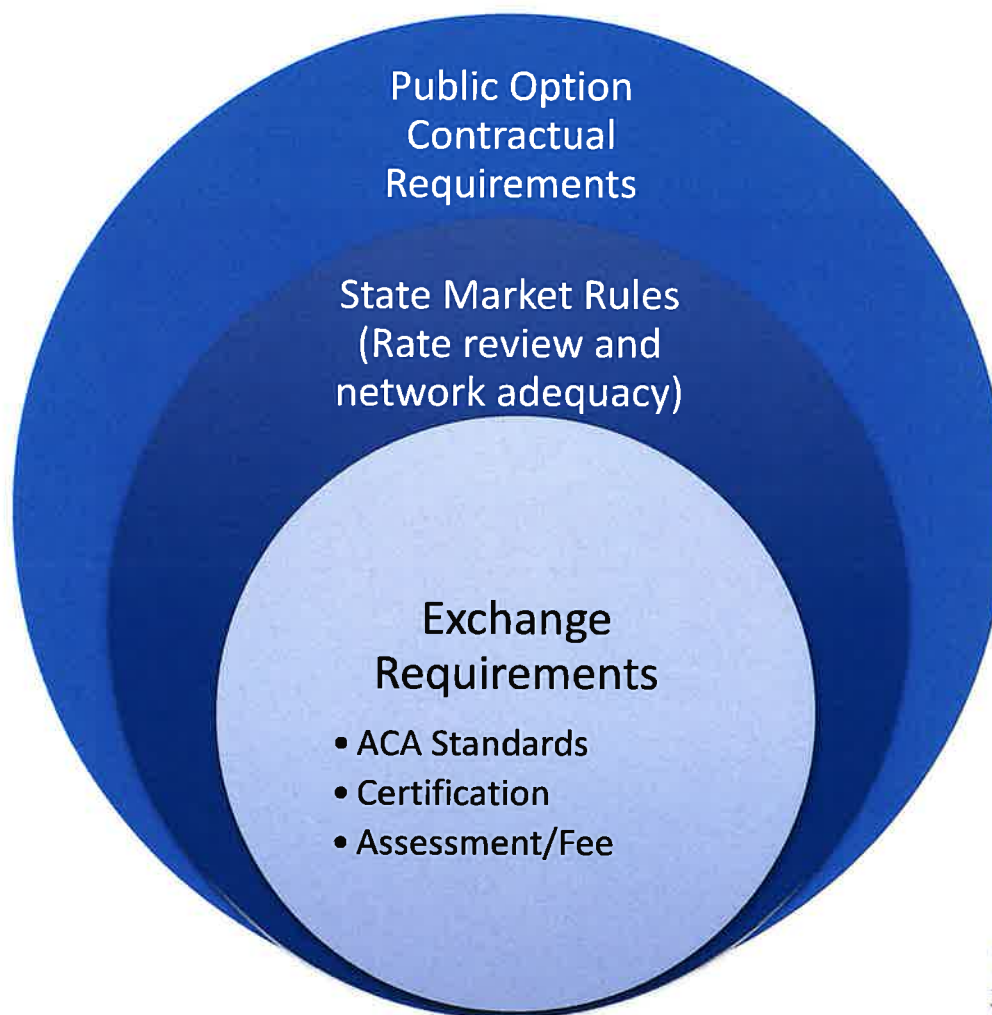 Public Option
Contractual
Requirements
State Market Rules
(Rate review and
network adequacy)
Exchange
Requirements
• ACA Standards
• Certification
• Assessment/Fee